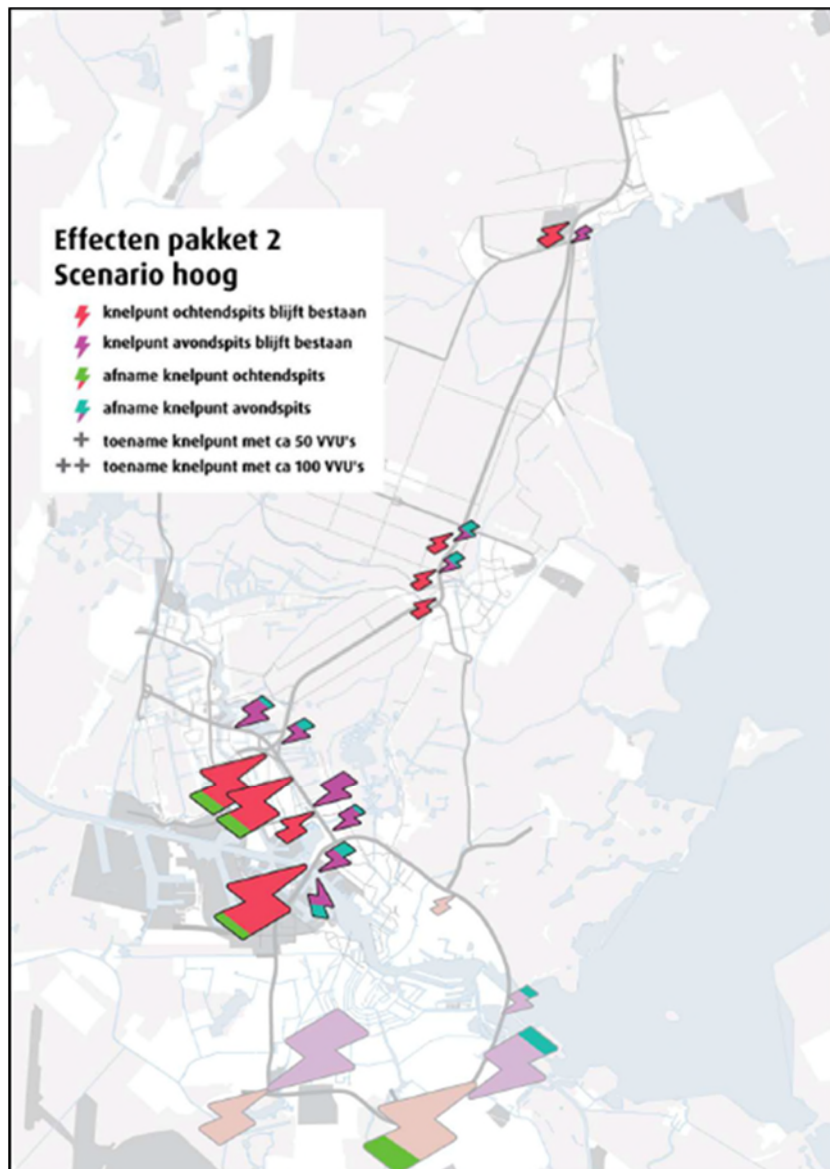 Effecten pakket 2
Scenario hoog
knelpunt ochtendspits blijft bestaan
knelpunt avondspits blijft bestaan
afname knelpunt ochtendspits
afname knelpunt avondspits
toename knelpunt met ca 50 VVU's
toename knelpunt met ca 100 VVU's